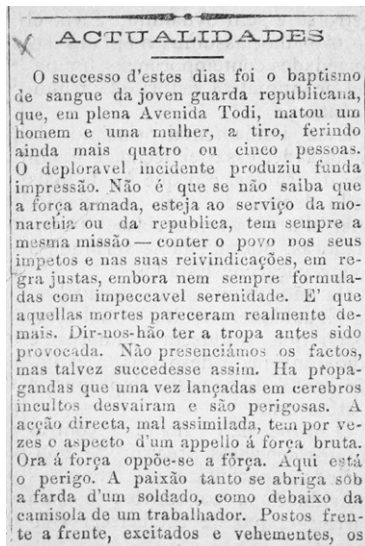 ACTUALIDADES
O successo d'estes dias foi o baptismo
de sangue da joven guarda republicana,
que, em plena Avenida Todi, matou um
homem e uma mulher, a tiro, ferindo
ainda mais quatro ou cinco pessoas.
O deploravel incidente produziu funda
impressão. Não é que se não saiba que
a força armada, esteja ao serviço da mo-
narchia ou da republica, tem sempre a
mesma missão — conter o povo nos seus
impetos e nas suas reivindicações, em re-
gra justas, embora nem sempre formula-
das com impeccavel serenidade. E' que
aquellas mortes pareceram realmente de-
mais. Dir-nos-hão ter a tropa antes sido
provocada. Não presenciámos os factos,
mas talvez succedesse assim. Ha propa-
gandas que uma vez lançadas em cerebros
incultos desvairam e são perigosas. A
acção directa, mal assimilada, tem por ve-
zes o aspecto d'um appello á força bruta.
Ora á força oppõe-se a fôrça. Aqui está
o perigo. A paixão tanto se abriga sob
a farda d'um soldado, como debaixo da
camisola de um trabalhador. Postos fren-
te a frente, excitados e vehementes, os